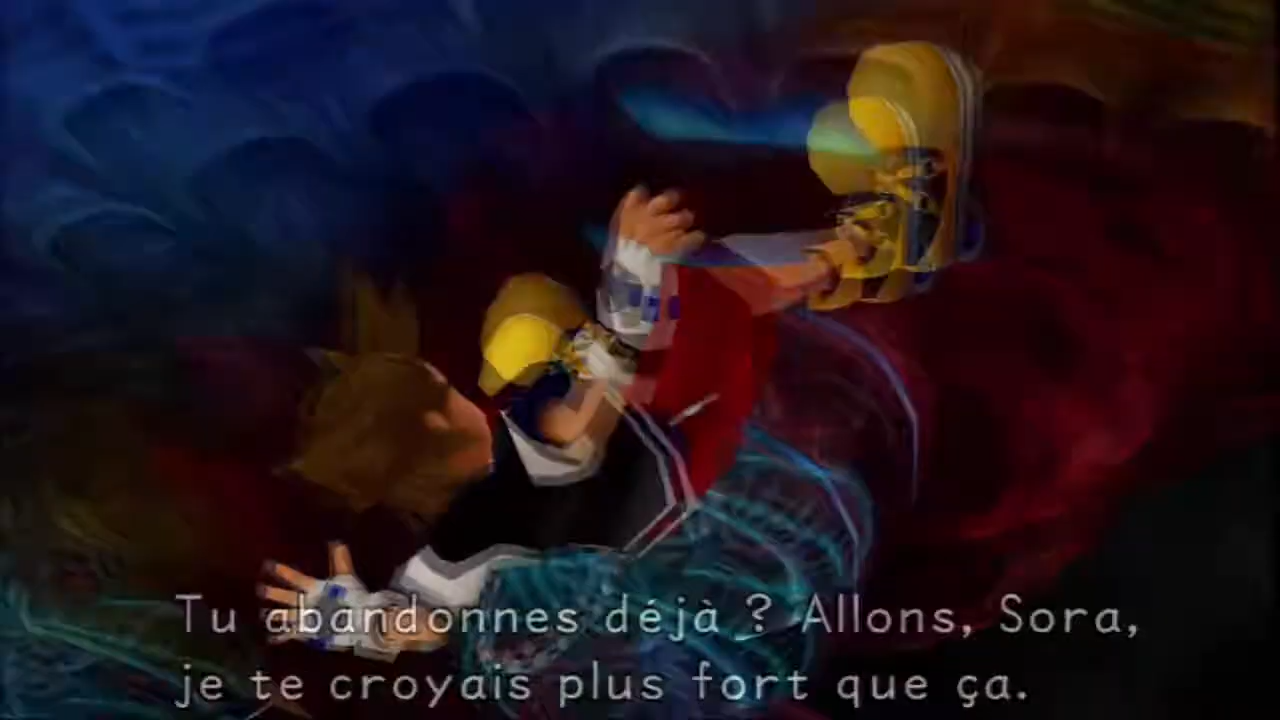 Tu abandonnes déjà ? Allons, Sora,
je te croyais plus fort que ça.